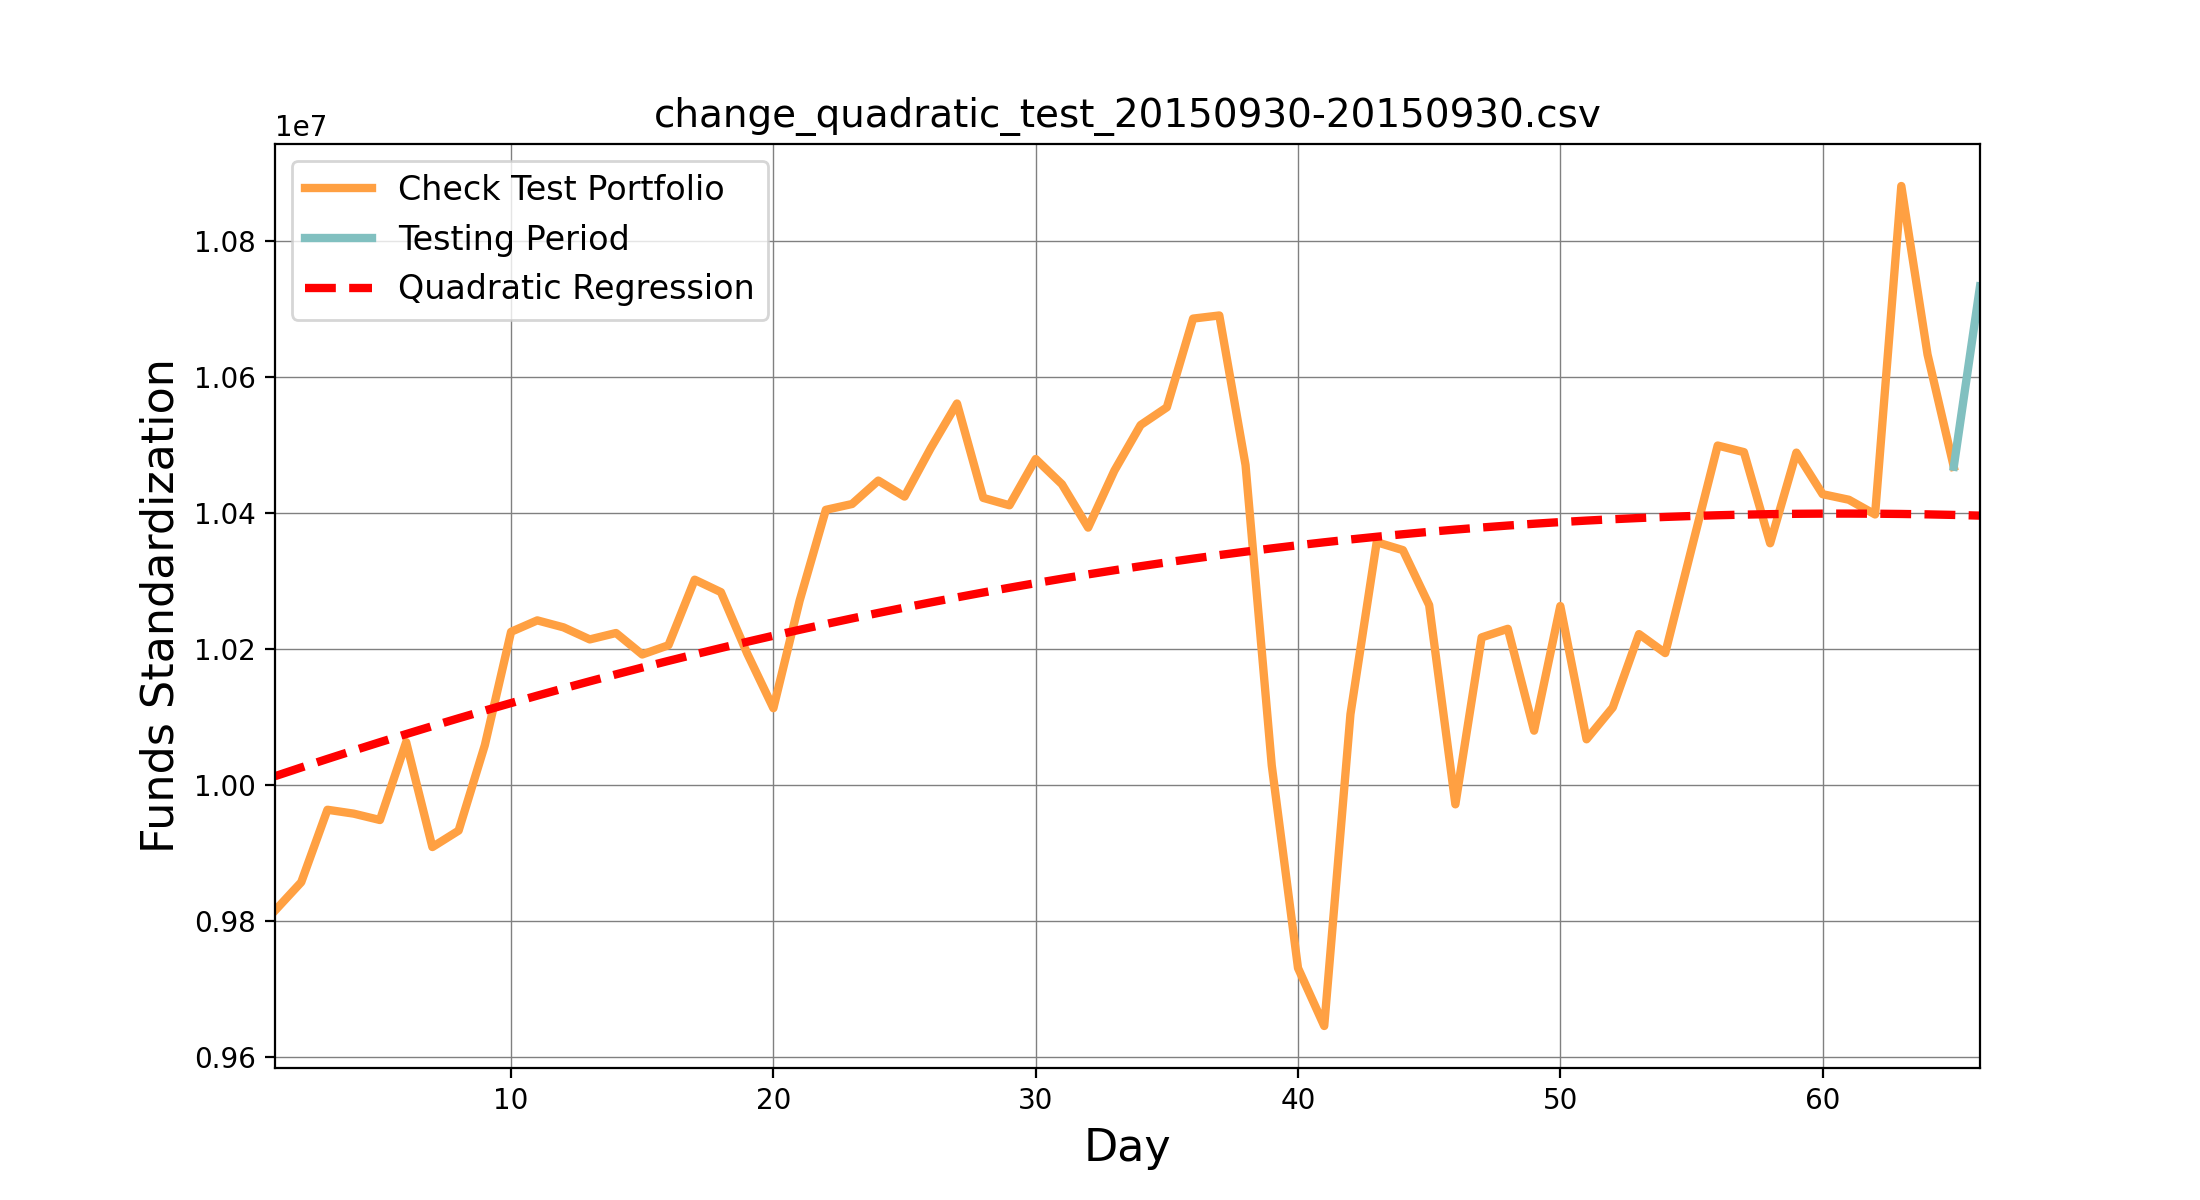 change_quadratic_test_20150930-20150930.csv
1e7
Check Test Portfolio
Testing Period
Quadratic Regression
1.08
1.06
1.04
1.02
1.00
0.98
0.96
Funds Standardization
10 20 30 40 50 60
Day